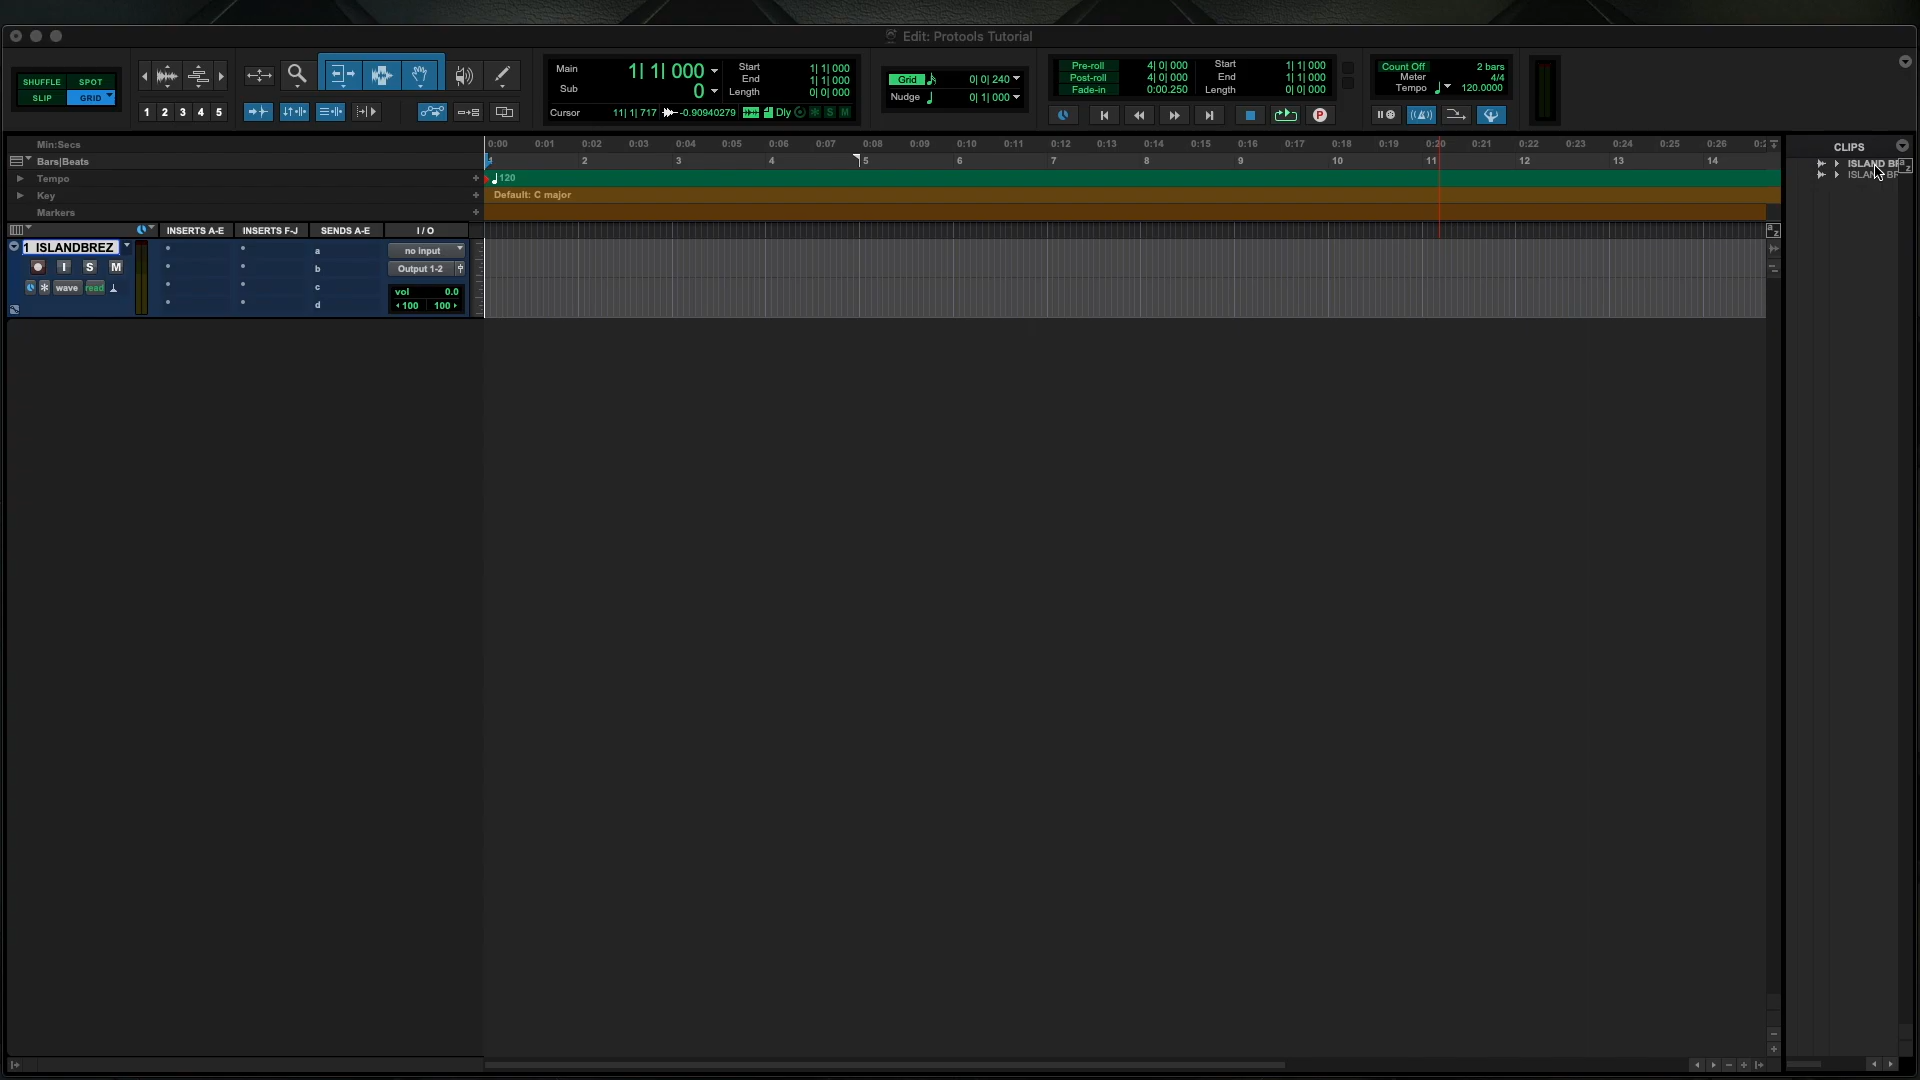 Edit: Protools Tutorial
SHUFFLE SPOT
SLIP GRID
1 2 3 4 5
Main 1| 1| 000
Sub 0
Start 1| 1| 000
End 1| 1| 000
Length 0| 0| 000
Cursor 11| 1| 717 -0.90940279 Dly S M
Grid 0| 0| 240
Nudge 0| 1| 000
Pre-roll 4| 0| 000
Post-roll 4| 0| 000
Fade-in 0:00.250
Start 1| 1| 000
End 1| 1| 000
Length 0| 0| 000
P
Count Off 2 bars
Meter 4/4
Tempo 120.0000
Min:Secs 0:00 0:01 0:02 0:03 0:04 0:05 0:06 0:07 0:08 0:09 0:10 0:11 0:12 0:13 0:14 0:15 0:16 0:17 0:18 0:19 0:20 0:21 0:22 0:23 0:24 0:25 0:26
Bars|Beats 1 2 3 4 5 6 7 8 9 10 11 12 13 14
Tempo 120
Key Default: C major
Markers
CLIPS
ISLAND
INSERTS A-E INSERTS F-J SENDS A-E I / O
1 ISLANDBREZ
I S M
wave read
a
b
c
d
no input
Output 1-2
vol 0.0
100 100
a z